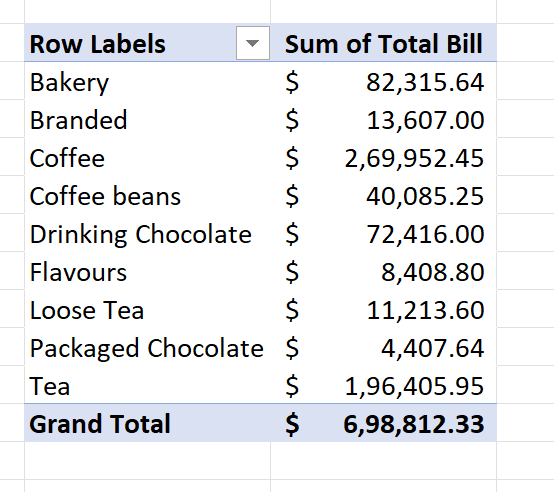 Row Labels Sum of Total Bill
Bakery $ 82,315.64
Branded $ 13,607.00
Coffee $ 2,69,952.45
Coffee beans $ 40,085.25
Drinking Chocolate $ 72,416.00
Flavours $ 8,408.80
Loose Tea $ 11,213.60
Packaged Chocolate $ 4,407.64
Tea $ 1,96,405.95
Grand Total $ 6,98,812.33